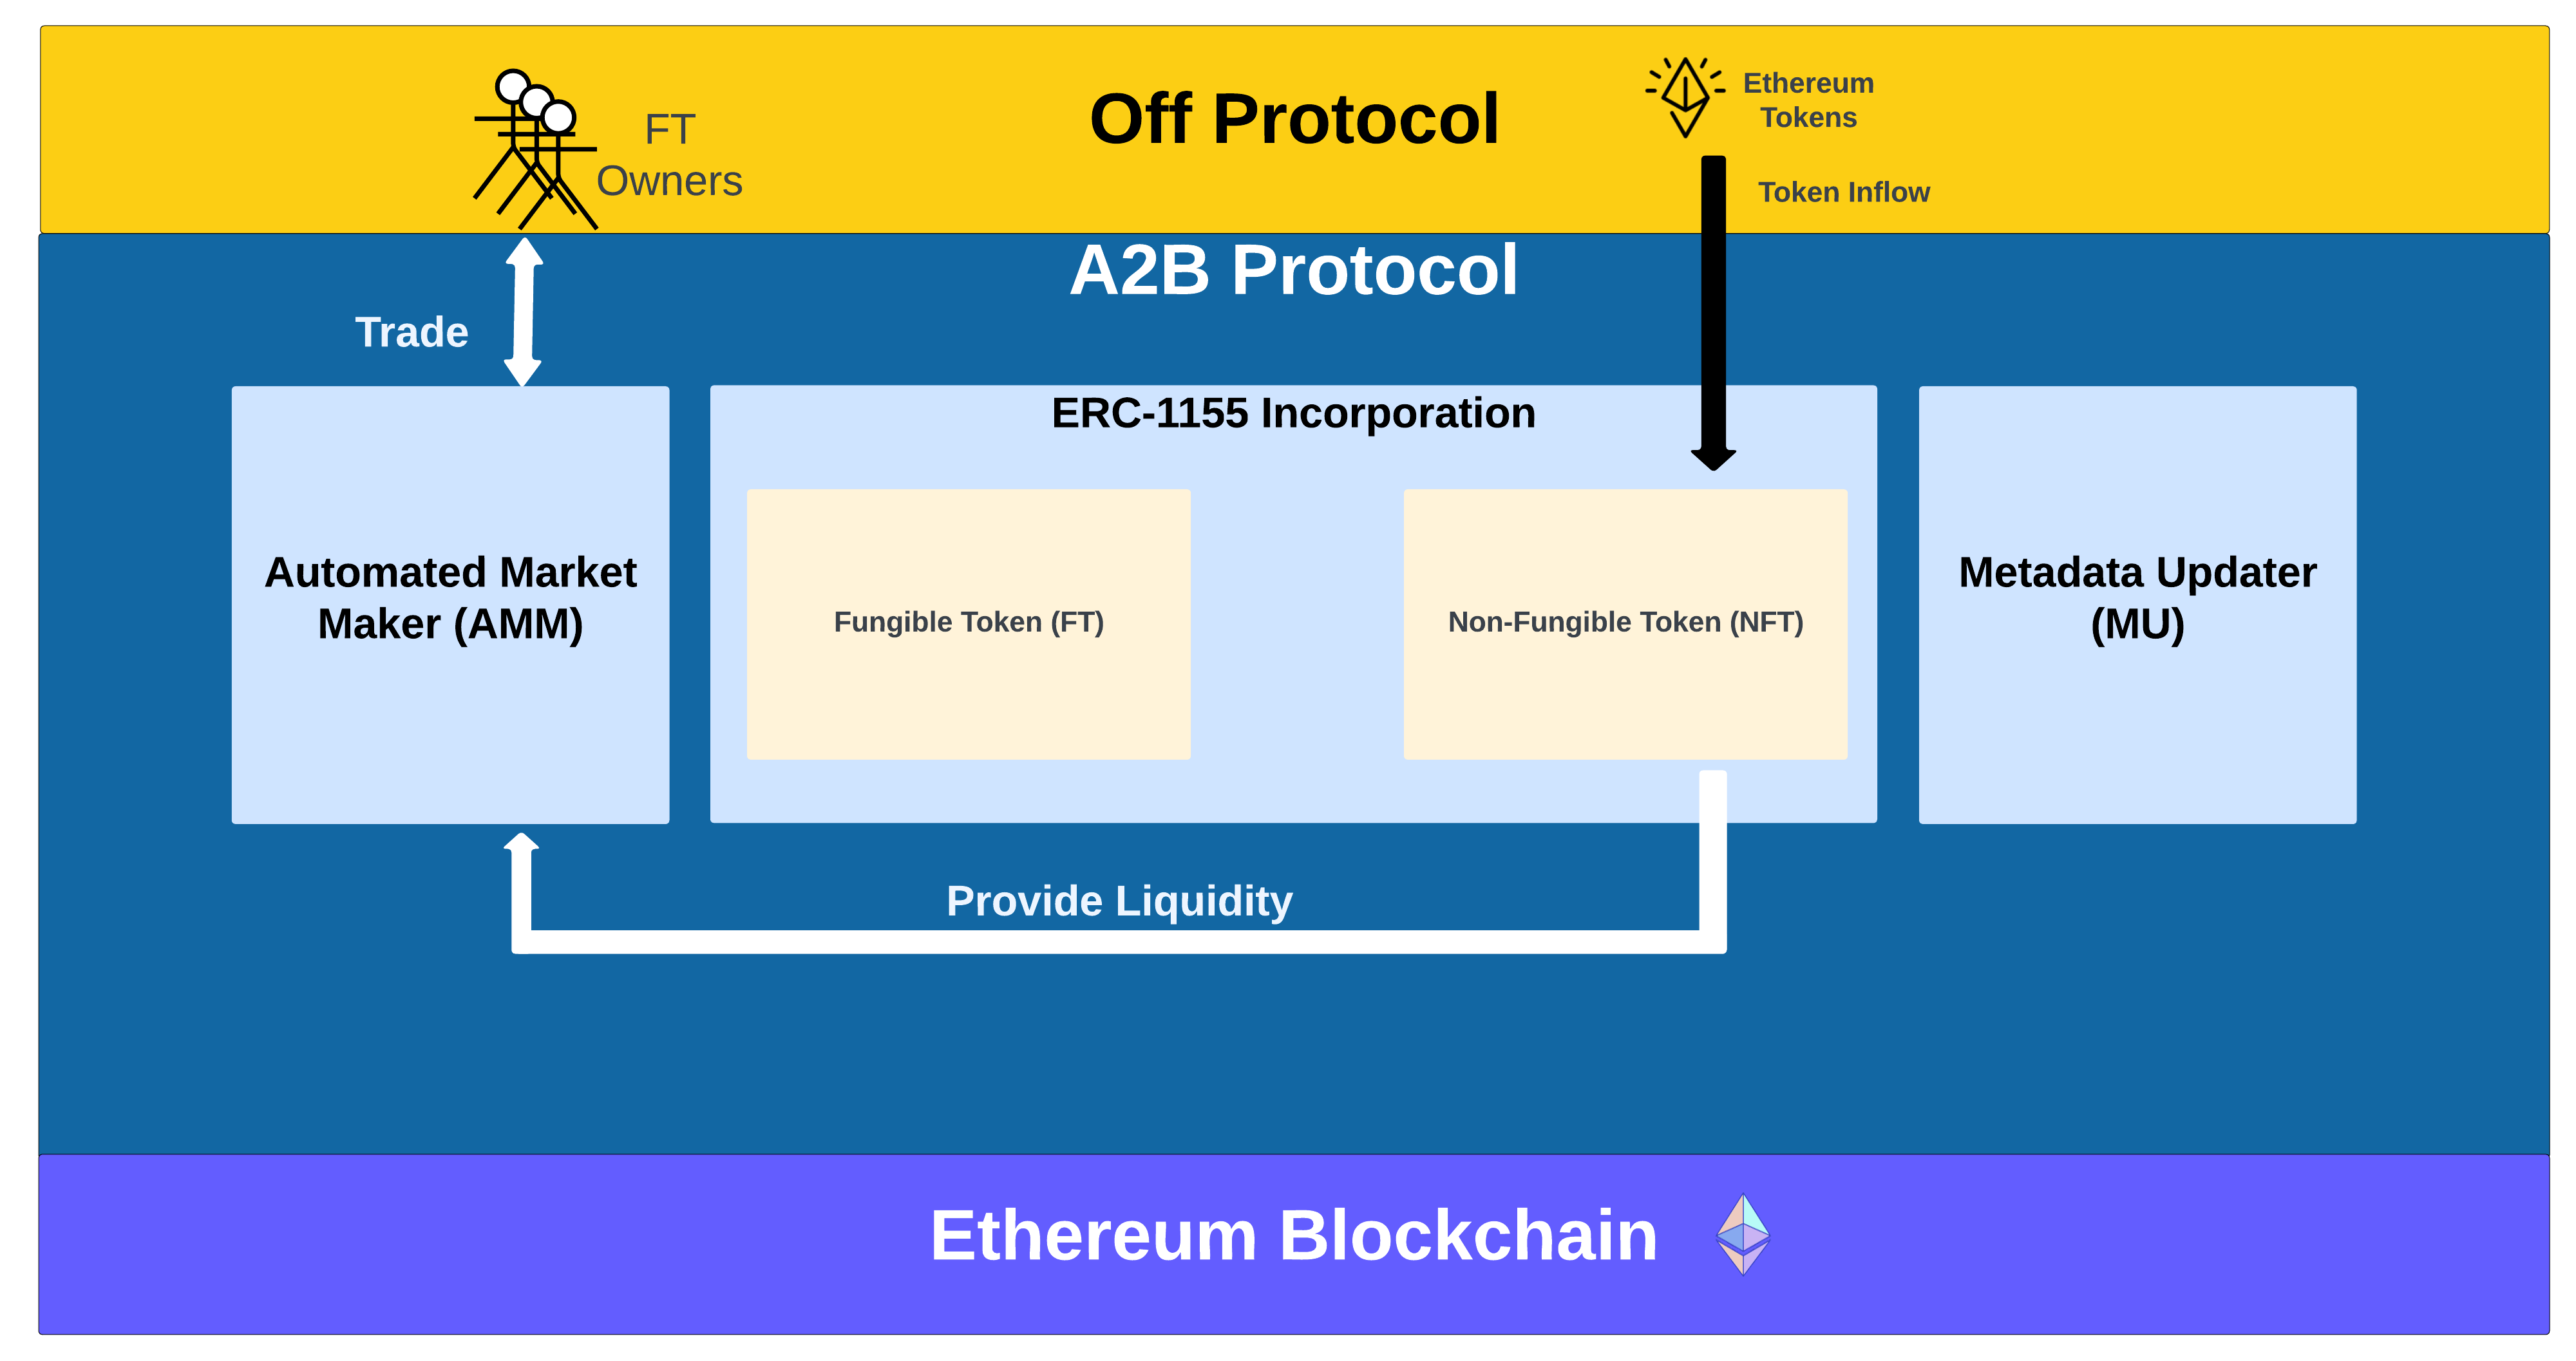 FT
Owners
Off Protocol
Ethereum
Tokens
Token Inflow
A2B Protocol
Trade
ERC-1155 Incorporation
Automated Market
Maker (AMM)
Fungible Token (FT)
Non-Fungible Token (NFT)
Metadata Updater
(MU)
Provide Liquidity
Ethereum Blockchain